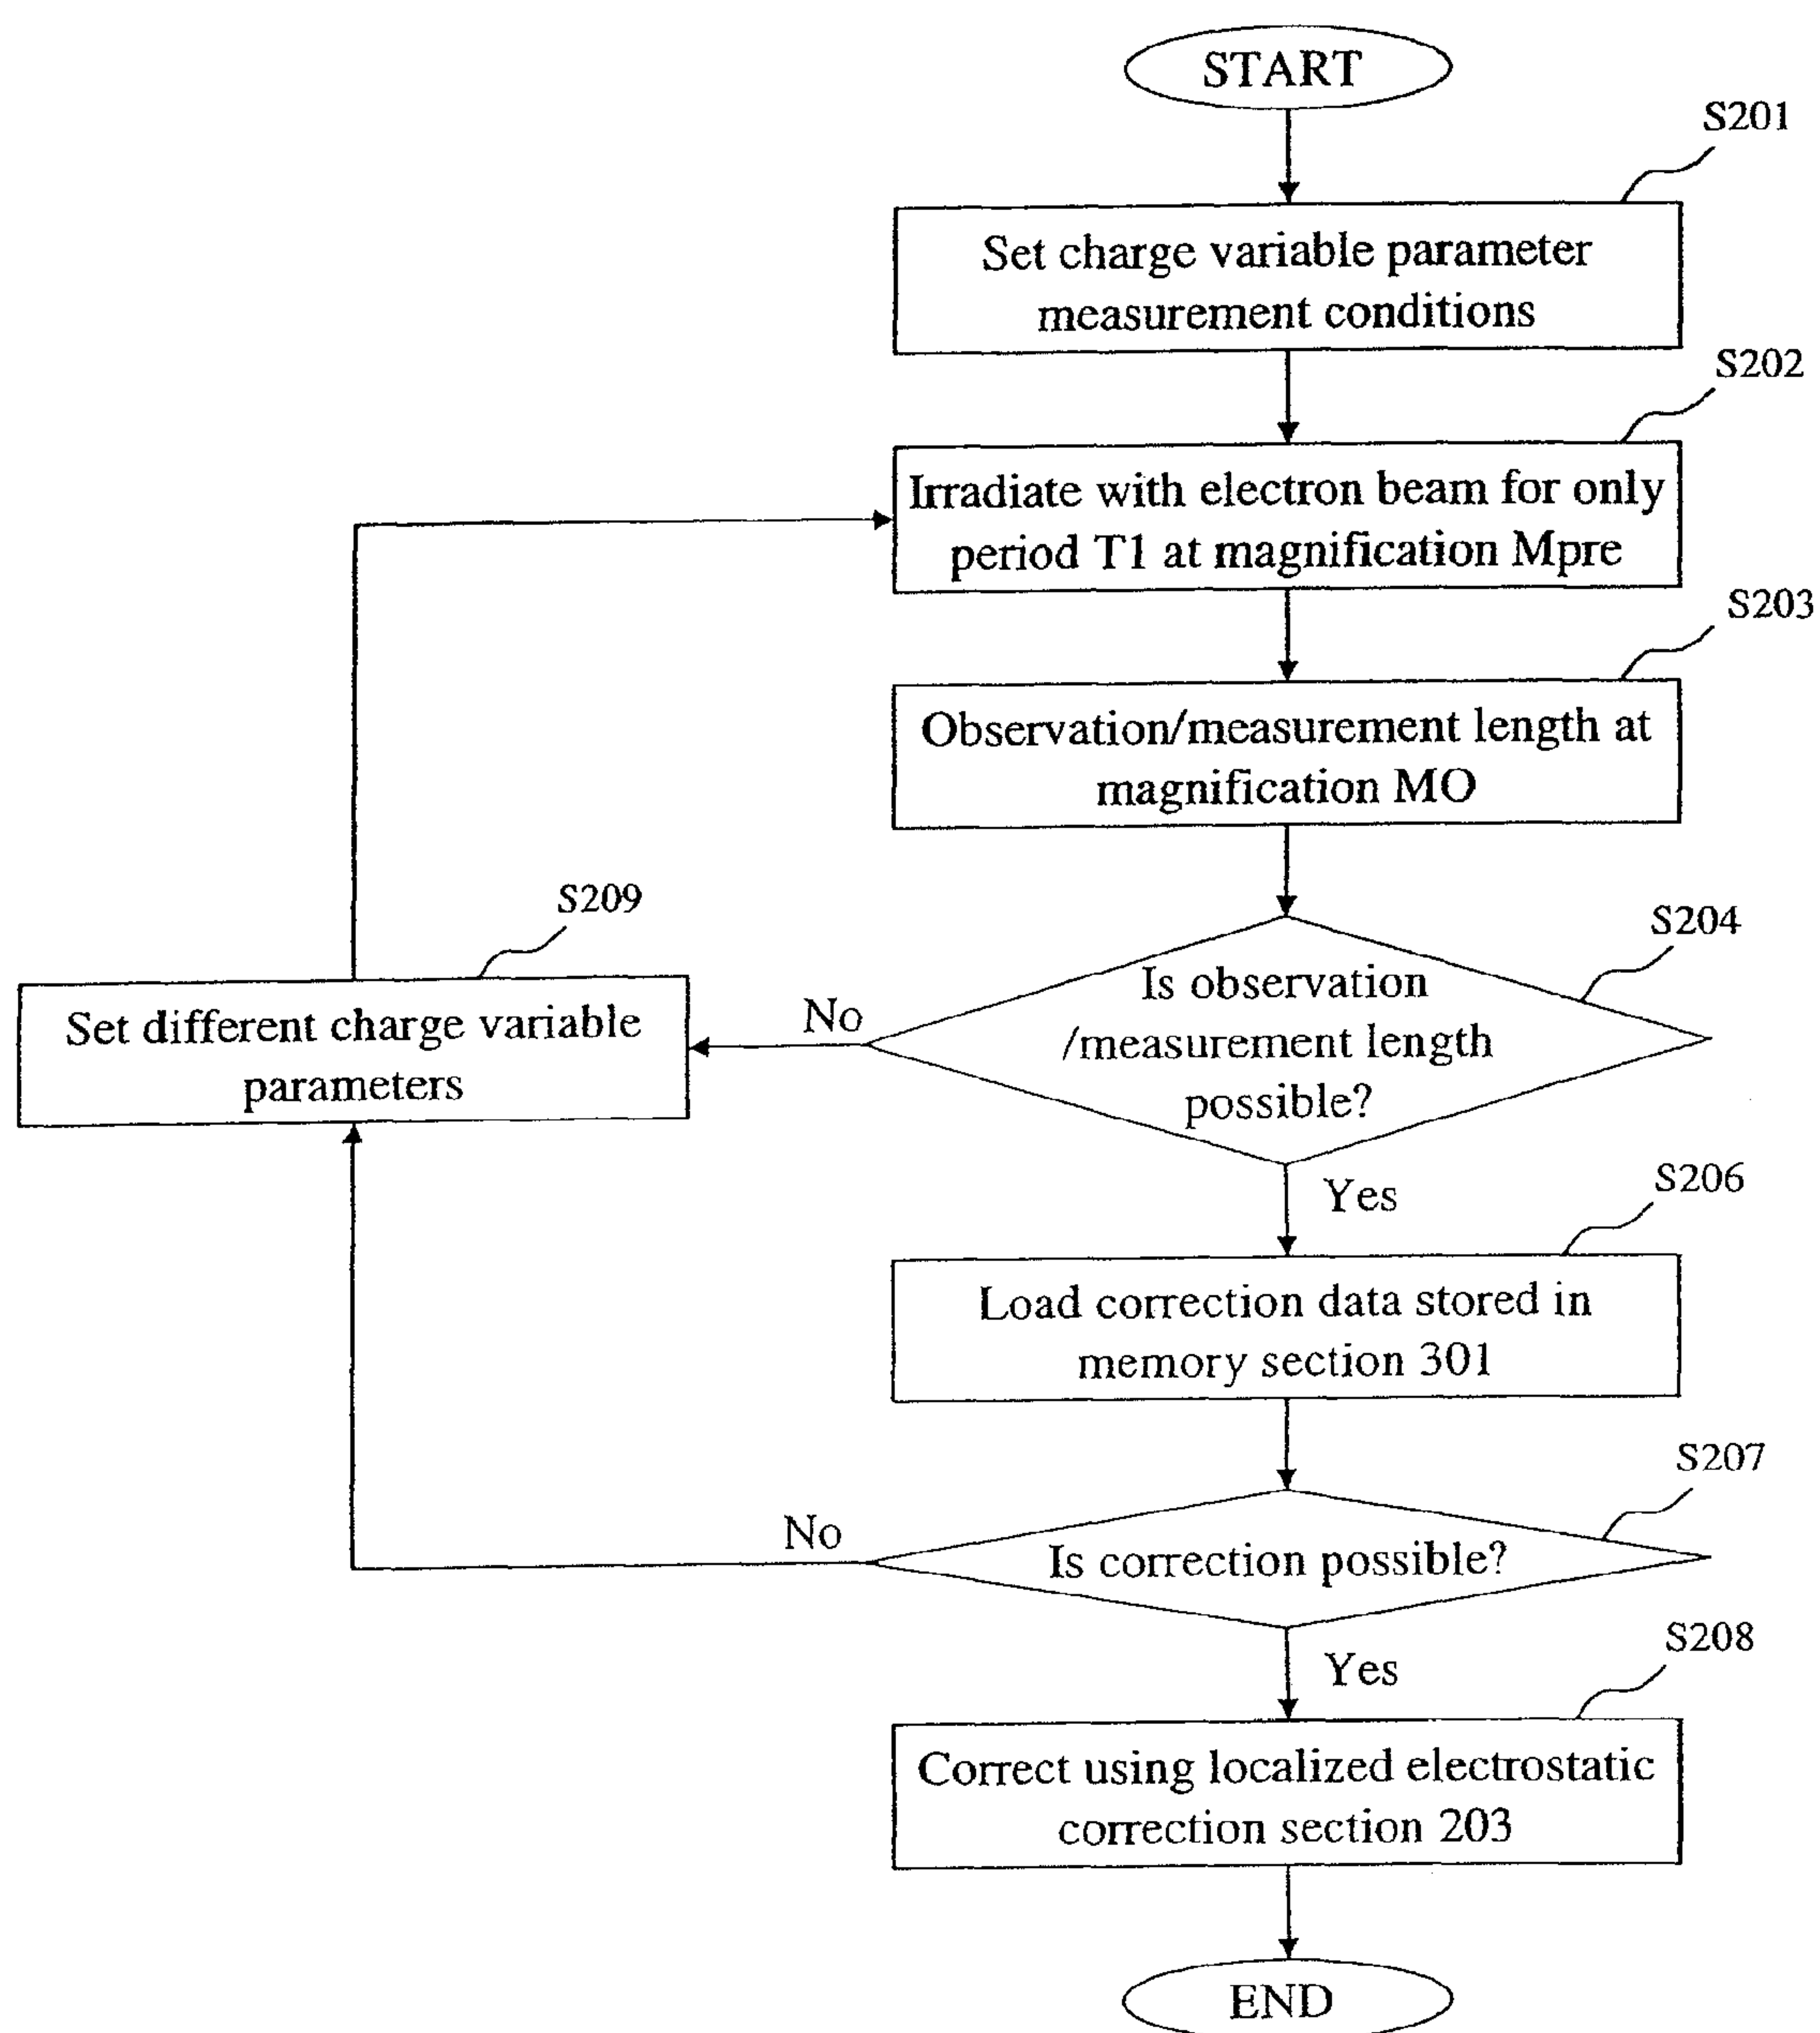 START
S201
Set charge variable parameter
measurement conditions
S202
Irradiate with electron beam for only
period T1 at magnification Mpre
S203
Observation/measurement length at
magnification MO
S209
Set different charge variable
parameters
No
S204
Is observation
/measurement length
possible?
Yes
S206
Load correction data stored in
memory section 301
S207
No
Is correction possible?
Yes
S208
Correct using localized electrostatic
correction section 203
END